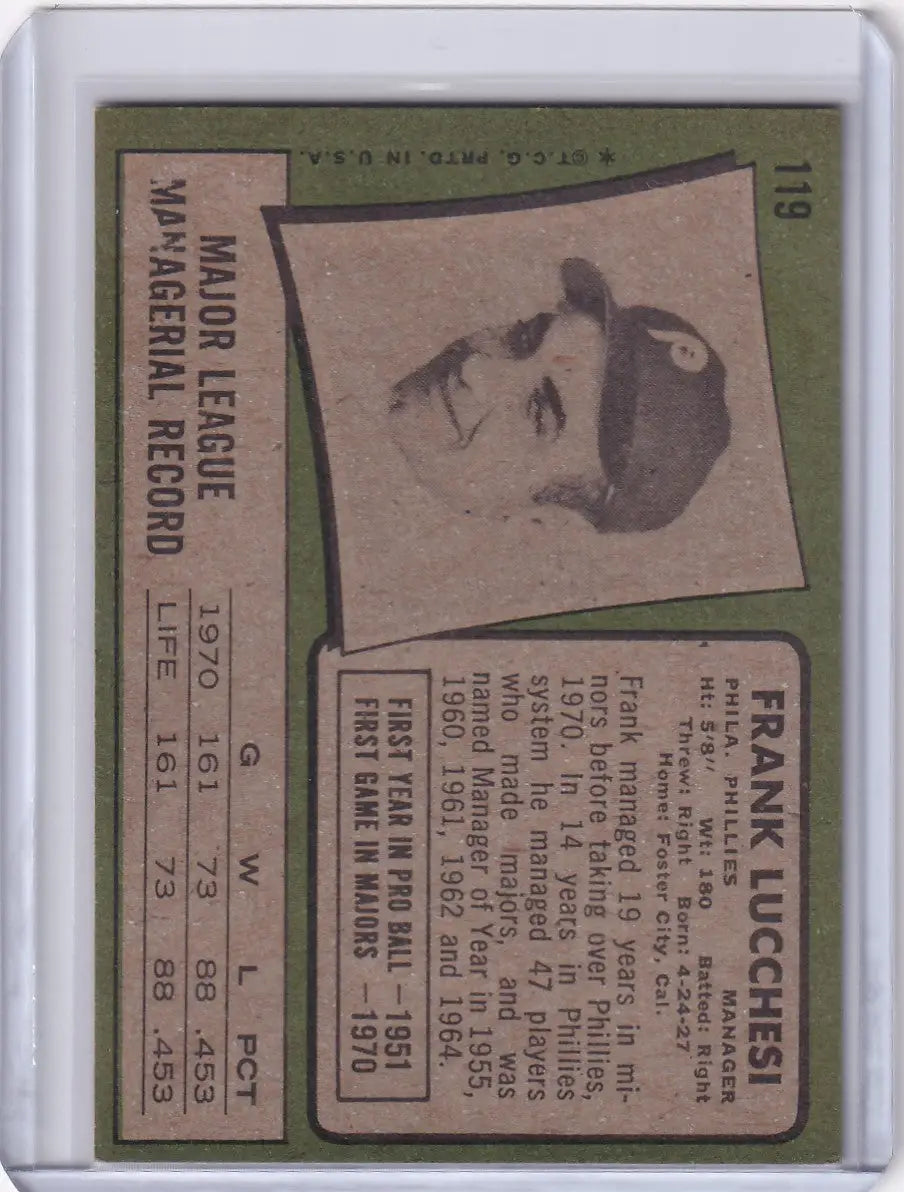 119
*©T.C.G. PRTD. IN U.S.A.
FRANK LUCCHESI
PHILA. PHILLIES MANAGER
Ht: 5'8" Wt: 180 Batted: Right
Threw: Right Born: 4-24-27
Home: Foster City, Cal.
Frank managed 19 years in mi-
nors before taking over Phillies,
1970. In 14 years in Phillies
system he managed 47 players
who made majors, and was
named Manager of Year in 1955,
1960, 1961, 1962 and 1964.
FIRST YEAR IN PRO BALL —1951
FIRST GAME IN MAJORS —1970
MAJOR LEAGUE
MANAGERIAL RECORD
G W L PCT
1970 161 73 88 .453
LIFE 161 73 88 .453
P